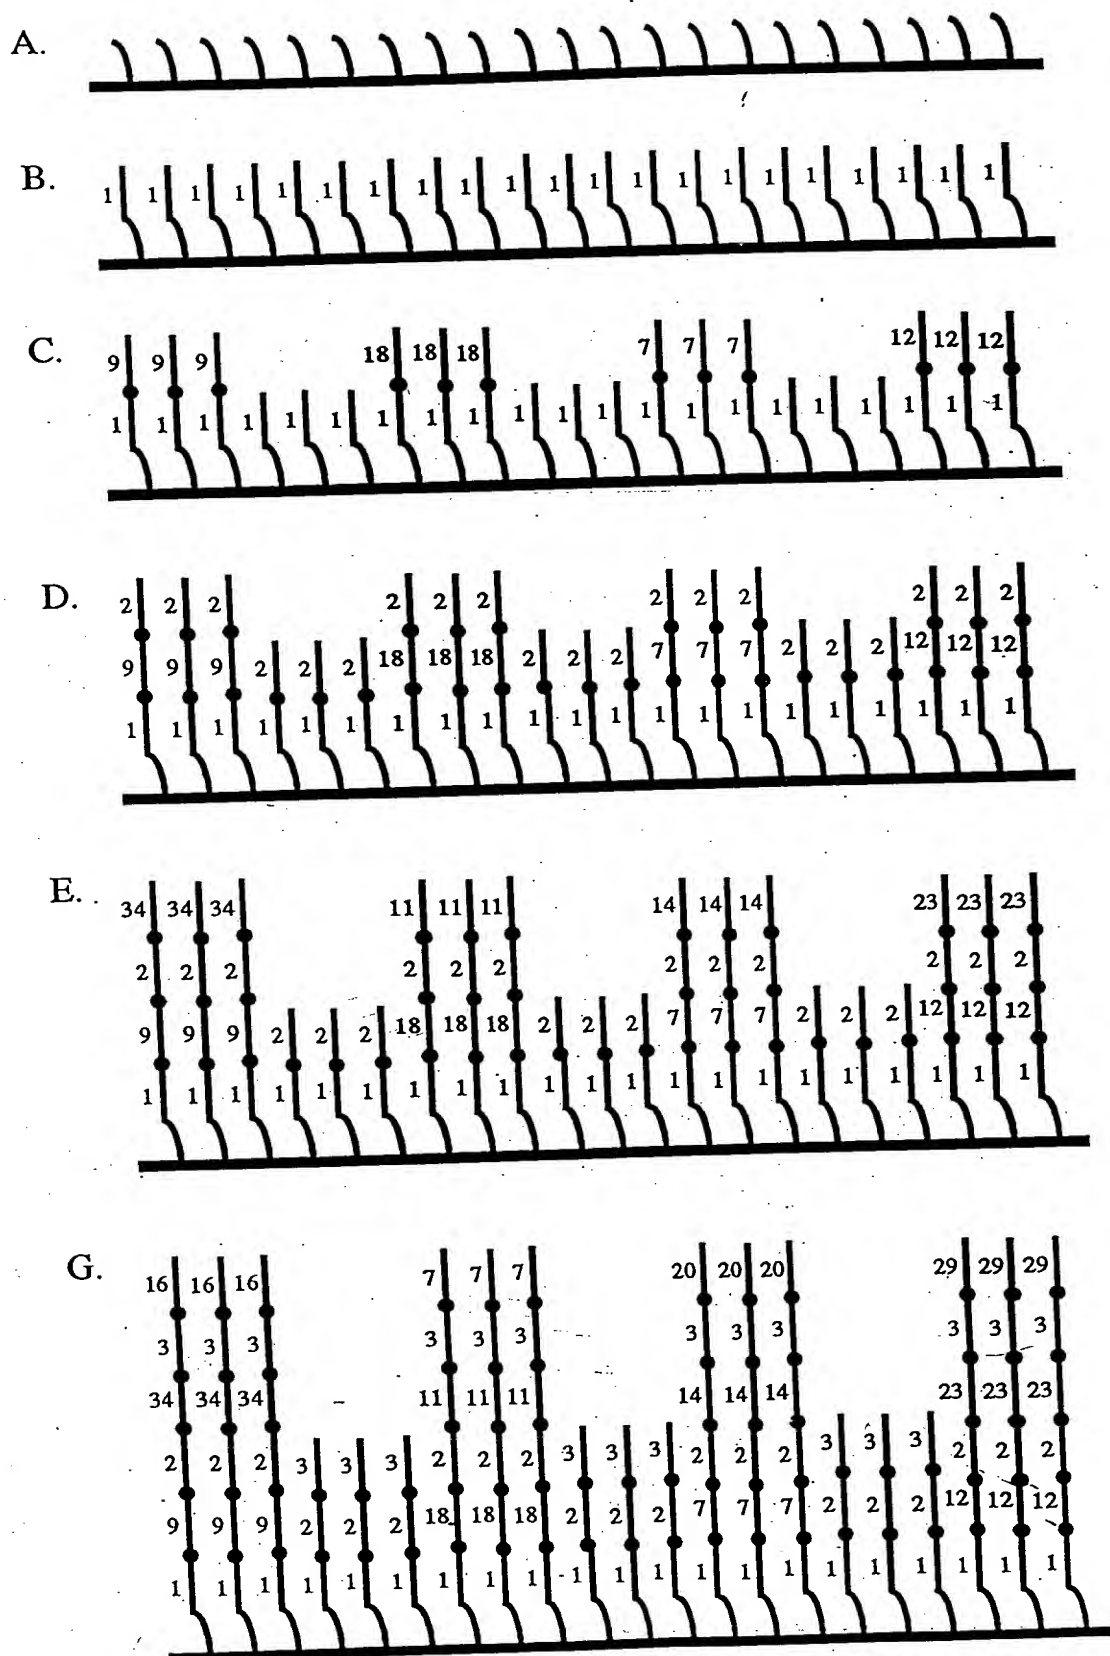 A.
B. 1 1 1 1 1 1 1 1 1 1 1 1 1 1 1 1 1 1 1 1 1
C. 9 9 9 18 18 18 7 7 7 12 12 12
1 1 1 1 1 1 1 1 1 1 1 1 1 1 1 1 1 1 1 1 1
D. 2 2 2 2 2 2 2 2 2 2 2 2
9 9 9 2 2 2 18 18 18 2 2 2 7 7 7 2 2 2 12 12 12
1 1 1 1 1 1 1 1 1 1 1 1 1 1 1 1 1 1 1 1 1
E. 34 34 34 11 11 11 14 14 14 23 23 23
2 2 2 2 2 2 2 2 2 2 2 2
9 9 9 2 2 2 18 18 18 2 2 2 7 7 7 2 2 2 12 12 12
1 1 1 1 1 1 1 1 1 1 1 1 1 1 1 1 1 1 1 1 1
G. 16 16 16 7 7 7 20 20 20 29 29 29
3 3 3 3 3 3 3 3 3 3 3 3
34 34 34 11 11 11 14 14 14 23 23 23
2 2 2 3 3 3 2 2 2 3 3 3 2 2 2 3 3 3 2 2 2
9 9 9 2 2 2 18 18 18 2 2 2 7 7 7 2 2 2 12 12 12
1 1 1 1 1 1 1 1 1 1 1 1 1 1 1 1 1 1 1 1 1